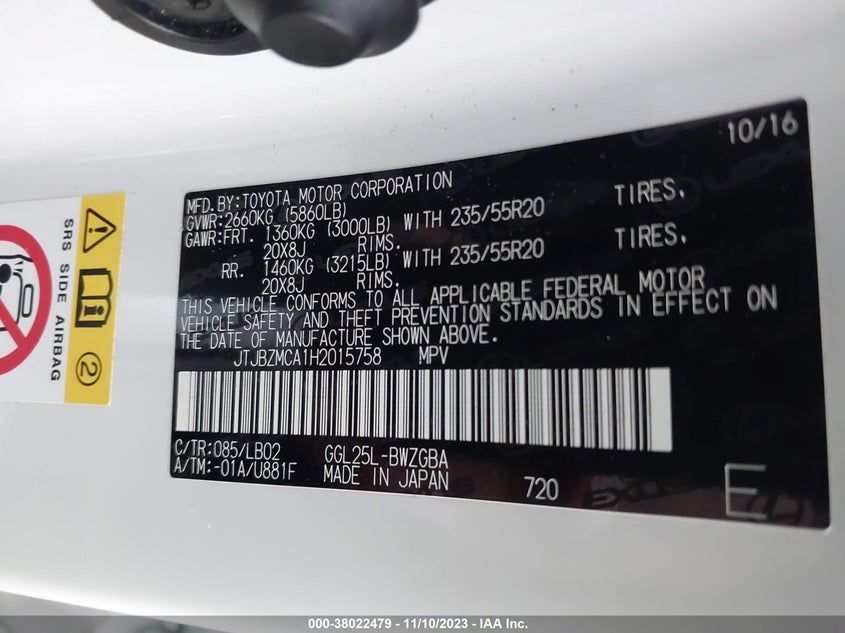 10/16
MFD.BY:TOYOTA MOTOR CORPORATION
GVWR:2660KG (5860LB)
GAWR:FRT. 1360KG (3000LB) WITH 235/55R20 TIRES.
20X8J RIMS.
RR. 1460KG (3215LB) WITH 235/55R20 TIRES.
20X8J RIMS.
THIS VEHICLE CONFORMS TO ALL APPLICABLE FEDERAL MOTOR
VEHICLE SAFETY AND THEFT PREVENTION STANDARDS IN EFFECT ON
THE DATE OF MANUFACTURE SHOWN ABOVE.
JTJBZMCA1H2015758 MPV
C/TR:085/LB02 GGL25L-BWZGBA
A/TM:-01A/U881F MADE IN JAPAN 720 E
SRS SIDE AIRBAG
2
000-38022479 - 11/10/2023 - IAA Inc.